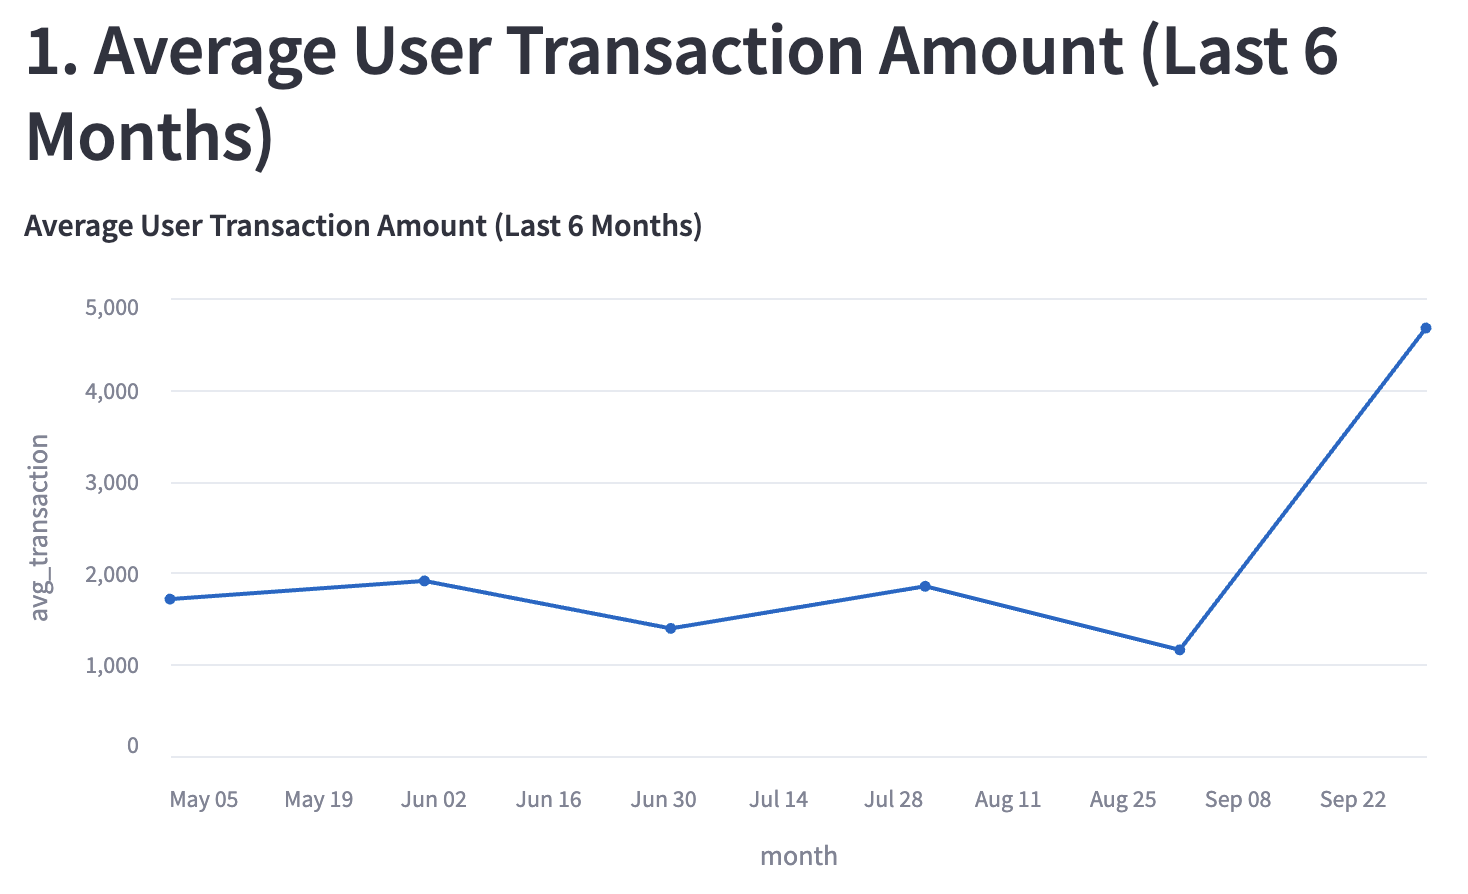 1. Average User Transaction Amount (Last 6
Months)
Average User Transaction Amount (Last 6 Months)
5,000
4,000
3,000
2,000
1,000
0
avg_transaction
May 05 May 19 Jun 02 Jun 16 Jun 30 Jul 14 Jul 28 Aug 11 Aug 25 Sep 08 Sep 22
month